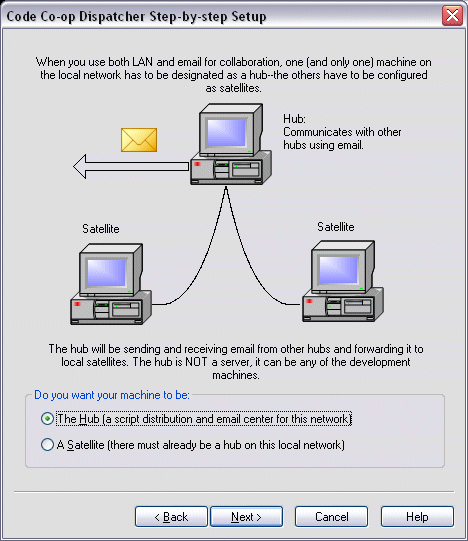 Code Co-op Dispatcher Step-by-step Setup
When you use both LAN and email for collaboration, one (and only one) machine on
the local network has to be designated as a hub--the others have to be configured
as satellites.
Hub:
Communicates with other
hubs using email.
Satellite
Satellite
The hub will be sending and receiving email from other hubs and forwarding it to
local satellites. The hub is NOT a server, it can be any of the development
machines.
Do you want your machine to be:
The Hub (a script distribution and email center for this network)
A Satellite (there must already be a hub on this local network)
< Back
Next >
Cancel
Help